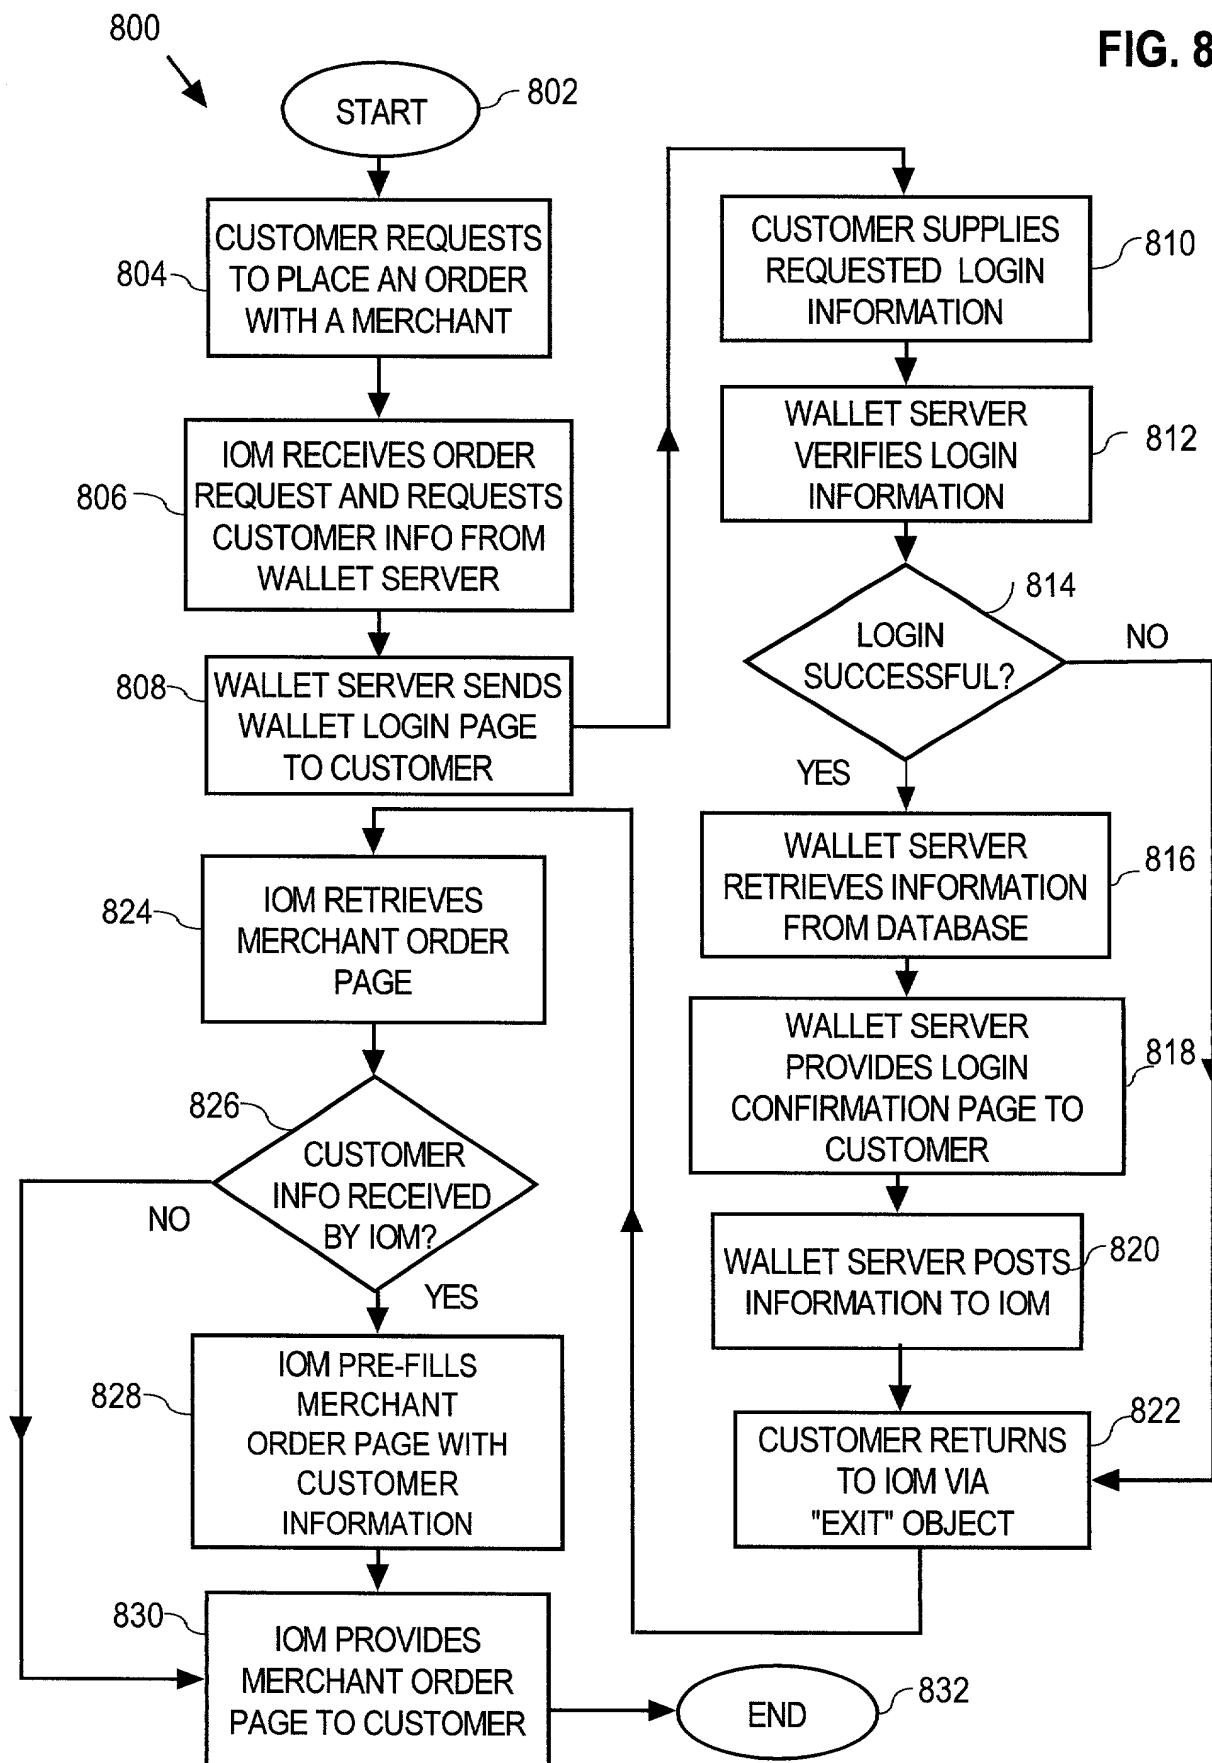 800
FIG. 8
START
802
CUSTOMER REQUESTS
TO PLACE AN ORDER
WITH A MERCHANT
804
IOM RECEIVES ORDER
REQUEST AND REQUESTS
CUSTOMER INFO FROM
WALLET SERVER
806
WALLET SERVER SENDS
WALLET LOGIN PAGE
TO CUSTOMER
808
CUSTOMER SUPPLIES
REQUESTED LOGIN
INFORMATION
810
WALLET SERVER
VERIFIES LOGIN
INFORMATION
812
LOGIN
SUCCESSFUL?
814
NO
YES
WALLET SERVER
RETRIEVES INFORMATION
FROM DATABASE
816
WALLET SERVER
PROVIDES LOGIN
CONFIRMATION PAGE TO
CUSTOMER
818
WALLET SERVER POSTS
INFORMATION TO IOM
820
CUSTOMER RETURNS
TO IOM VIA
"EXIT" OBJECT
822
IOM RETRIEVES
MERCHANT ORDER
PAGE
824
CUSTOMER
INFO RECEIVED
BY IOM?
826
NO
YES
IOM PRE-FILLS
MERCHANT
ORDER PAGE WITH
CUSTOMER
INFORMATION
828
IOM PROVIDES
MERCHANT ORDER
PAGE TO CUSTOMER
830
END
832